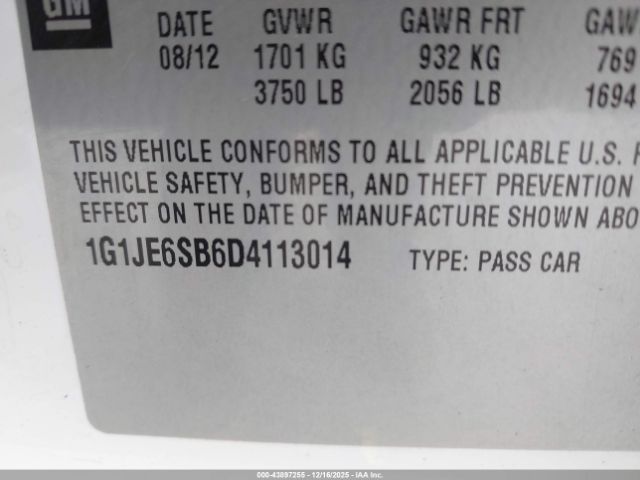 GM
DATE GVWR GAWR FRT GAW
08/12 1701 KG 932 KG 769
3750 LB 2056 LB 1694
THIS VEHICLE CONFORMS TO ALL APPLICABLE U.S. F
VEHICLE SAFETY, BUMPER, AND THEFT PREVENTION
EFFECT ON THE DATE OF MANUFACTURE SHOWN ABO
1G1JE6SB6D4113014 TYPE: PASS CAR
000-43897255 - 12/16/2025 - IAA Inc.